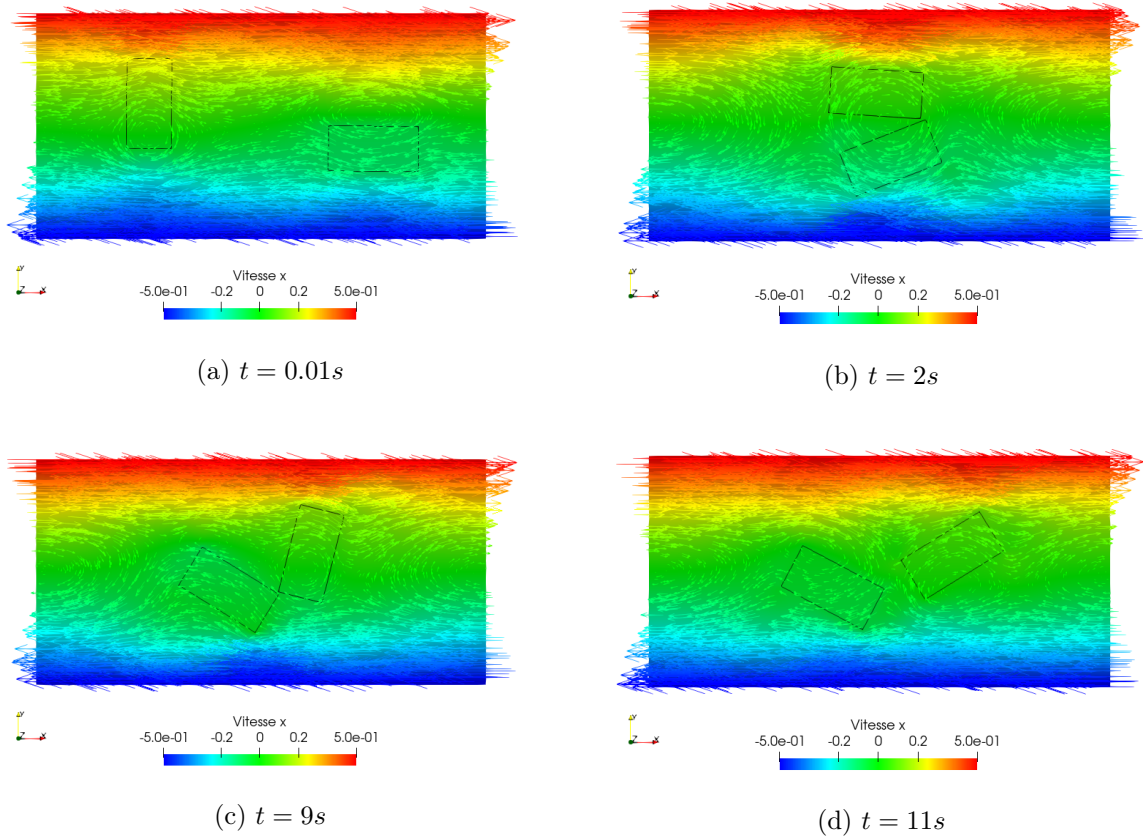 Y
Z X
Vitesse x
-5.0e-01 -0.2 0 0.2 5.0e-01
(a) t = 0.01s
Y
Z X
Vitesse x
-5.0e-01 -0.2 0 0.2 5.0e-01
(b) t = 2s
Y
Z X
Vitesse x
-5.0e-01 -0.2 0 0.2 5.0e-01
(c) t = 9s
Y
Z X
Vitesse x
-5.0e-01 -0.2 0 0.2 5.0e-01
(d) t = 11s